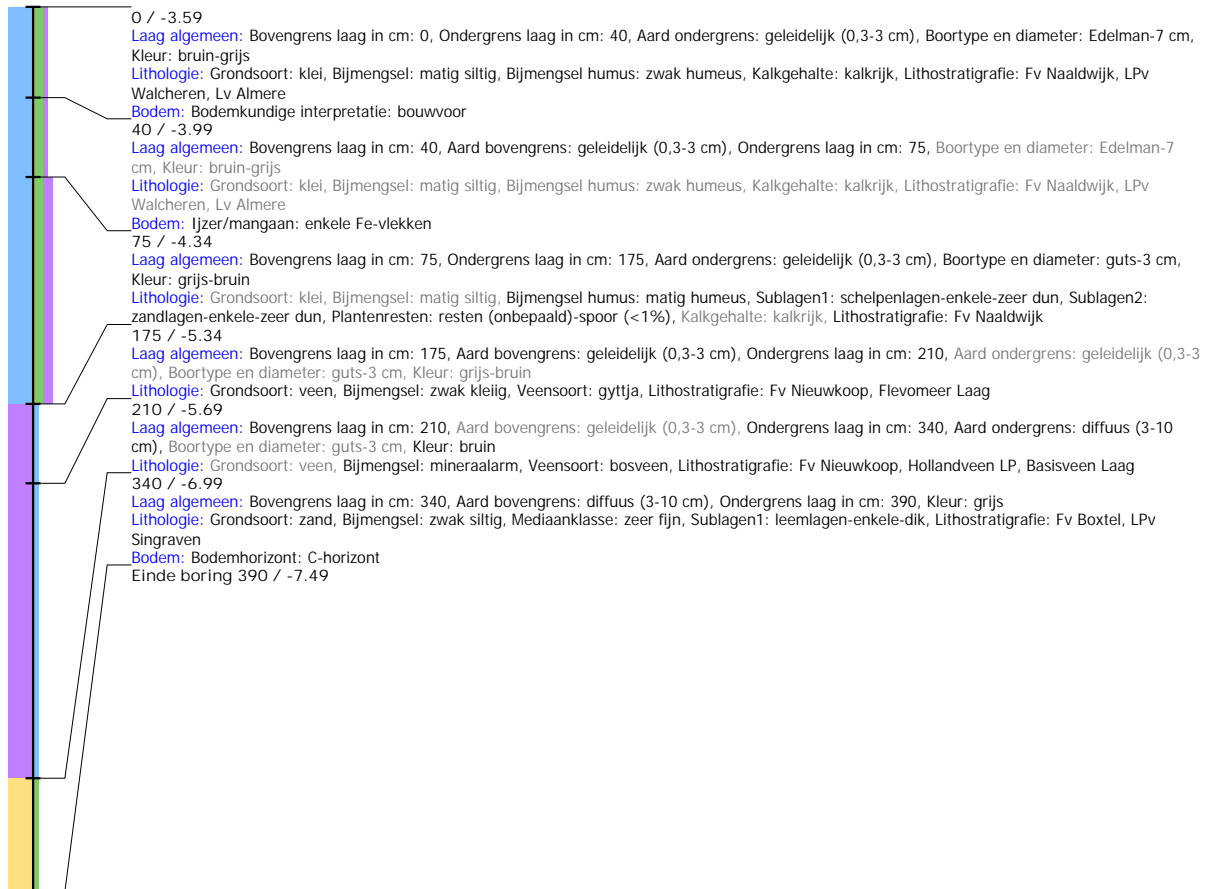 0 / -3.59
Laag algemeen: Bovengrens laag in cm: 0, Ondergrens laag in cm: 40, Aard ondergrens: geleidelijk (0,3-3 cm), Boortype en diameter: Edelman-7 cm,
Kleur: bruin-grijs
Lithologie: Grondsoort: klei, Bijmengsel: matig siltig, Bijmengsel humus: zwak humeus, Kalkgehalte: kalkrijk, Lithostratigrafie: Fv Naaldwijk, LPv
Walcheren, Lv Almere
Bodem: Bodemkundige interpretatie: bouwvoor
40 / -3.99
Laag algemeen: Bovengrens laag in cm: 40, Aard bovengrens: geleidelijk (0,3-3 cm), Ondergrens laag in cm: 75, Boortype en diameter: Edelman-7
cm, Kleur: bruin-grijs
Lithologie: Grondsoort: klei, Bijmengsel: matig siltig, Bijmengsel humus: zwak humeus, Kalkgehalte: kalkrijk, Lithostratigrafie: Fv Naaldwijk, LPv
Walcheren, Lv Almere
Bodem: Ijzer/mangaan: enkele Fe-vlekken
75 / -4.34
Laag algemeen: Bovengrens laag in cm: 75, Ondergrens laag in cm: 175, Aard ondergrens: geleidelijk (0,3-3 cm), Boortype en diameter: guts-3 cm,
Kleur: grijs-bruin
Lithologie: Grondsoort: klei, Bijmengsel: matig siltig, Bijmengsel humus: matig humeus, Sublagen1: schelpenlagen-enkele-zeer dun, Sublagen2:
zandlagen-enkele-zeer dun, Plantenresten: resten (onbepaald)-spoor (<1%), Kalkgehalte: kalkrijk, Lithostratigrafie: Fv Naaldwijk
175 / -5.34
Laag algemeen: Bovengrens laag in cm: 175, Aard bovengrens: geleidelijk (0,3-3 cm), Ondergrens laag in cm: 210, Aard ondergrens: geleidelijk (0,3-3
cm), Boortype en diameter: guts-3 cm, Kleur: grijs-bruin
Lithologie: Grondsoort: veen, Bijmengsel: zwak kleiig, Veensoort: gyttja, Lithostratigrafie: Fv Nieuwkoop, Flevomeer Laag
210 / -5.69
Laag algemeen: Bovengrens laag in cm: 210, Aard bovengrens: geleidelijk (0,3-3 cm), Ondergrens laag in cm: 340, Aard ondergrens: diffuus (3-10
cm), Boortype en diameter: guts-3 cm, Kleur: bruin
Lithologie: Grondsoort: veen, Bijmengsel: mineraalarm, Veensoort: bosveen, Lithostratigrafie: Fv Nieuwkoop, Hollandveen LP, Basisveen Laag
340 / -6.99
Laag algemeen: Bovengrens laag in cm: 340, Aard bovengrens: diffuus (3-10 cm), Ondergrens laag in cm: 390, Kleur: grijs
Lithologie: Grondsoort: zand, Bijmengsel: zwak siltig, Mediaanklasse: zeer fijn, Sublagen1: leemlagen-enkele-dik, Lithostratigrafie: Fv Boxtel, LPv
Singraven
Bodem: Bodemhorizont: C-horizont
Einde boring 390 / -7.49